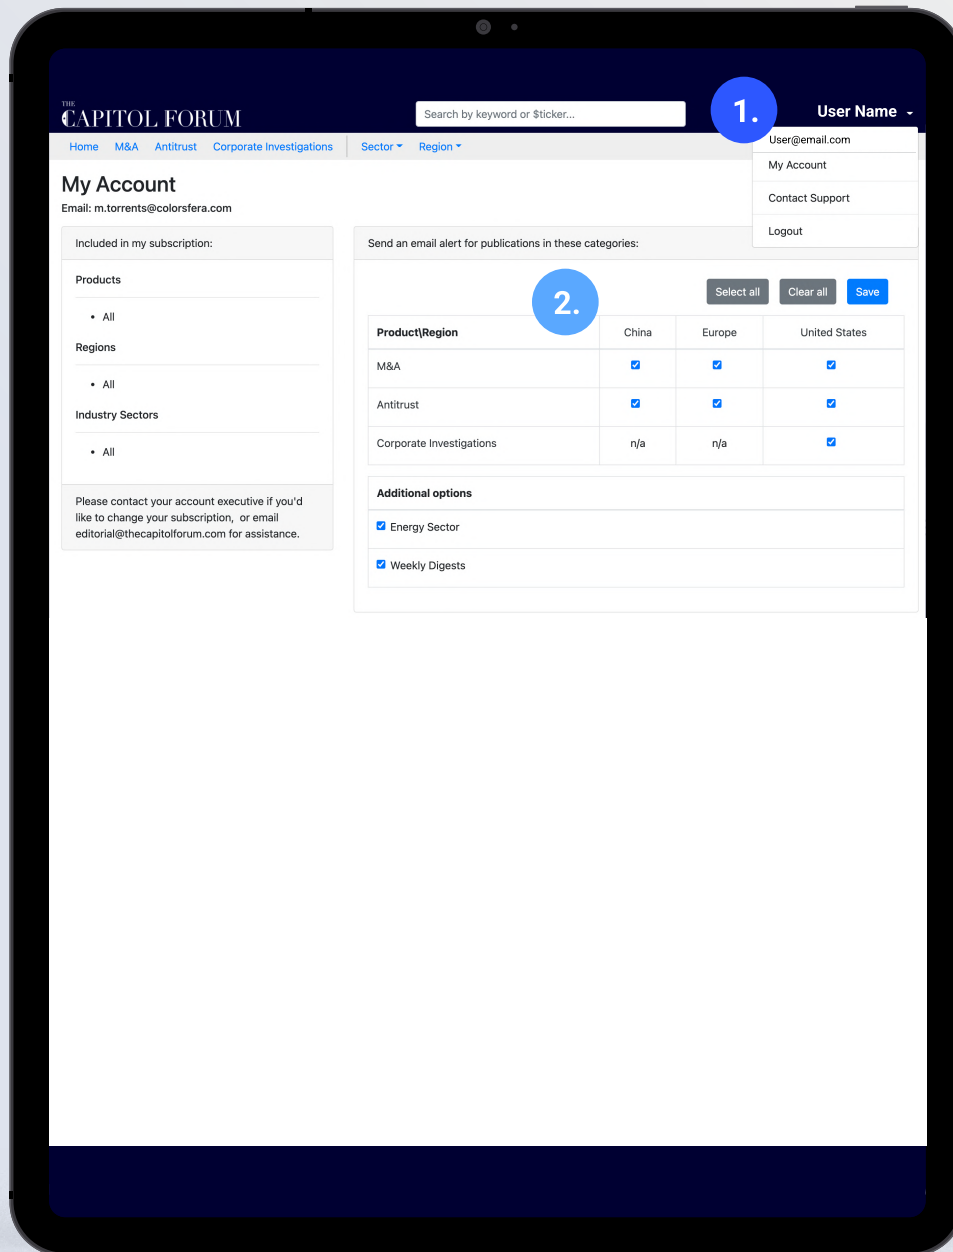 THE
CAPITOL FORUM
Search by keyword or $ticker...
1.
User Name
User@email.com
My Account
Contact Support
Logout
Home M&A Antitrust Corporate Investigations Sector Region
My Account
Email: m.torrents@colorsfera.com
Included in my subscription:
Products
• All
Regions
• All
Industry Sectors
• All
Please contact your account executive if you'd
like to change your subscription, or email
editorial@thecapitolforum.com for assistance.
Send an email alert for publications in these categories:
2.
Select all Clear all Save
Product\Region China Europe United States
M&A
Antitrust
Corporate Investigations n/a n/a
Additional options
Energy Sector
Weekly Digests